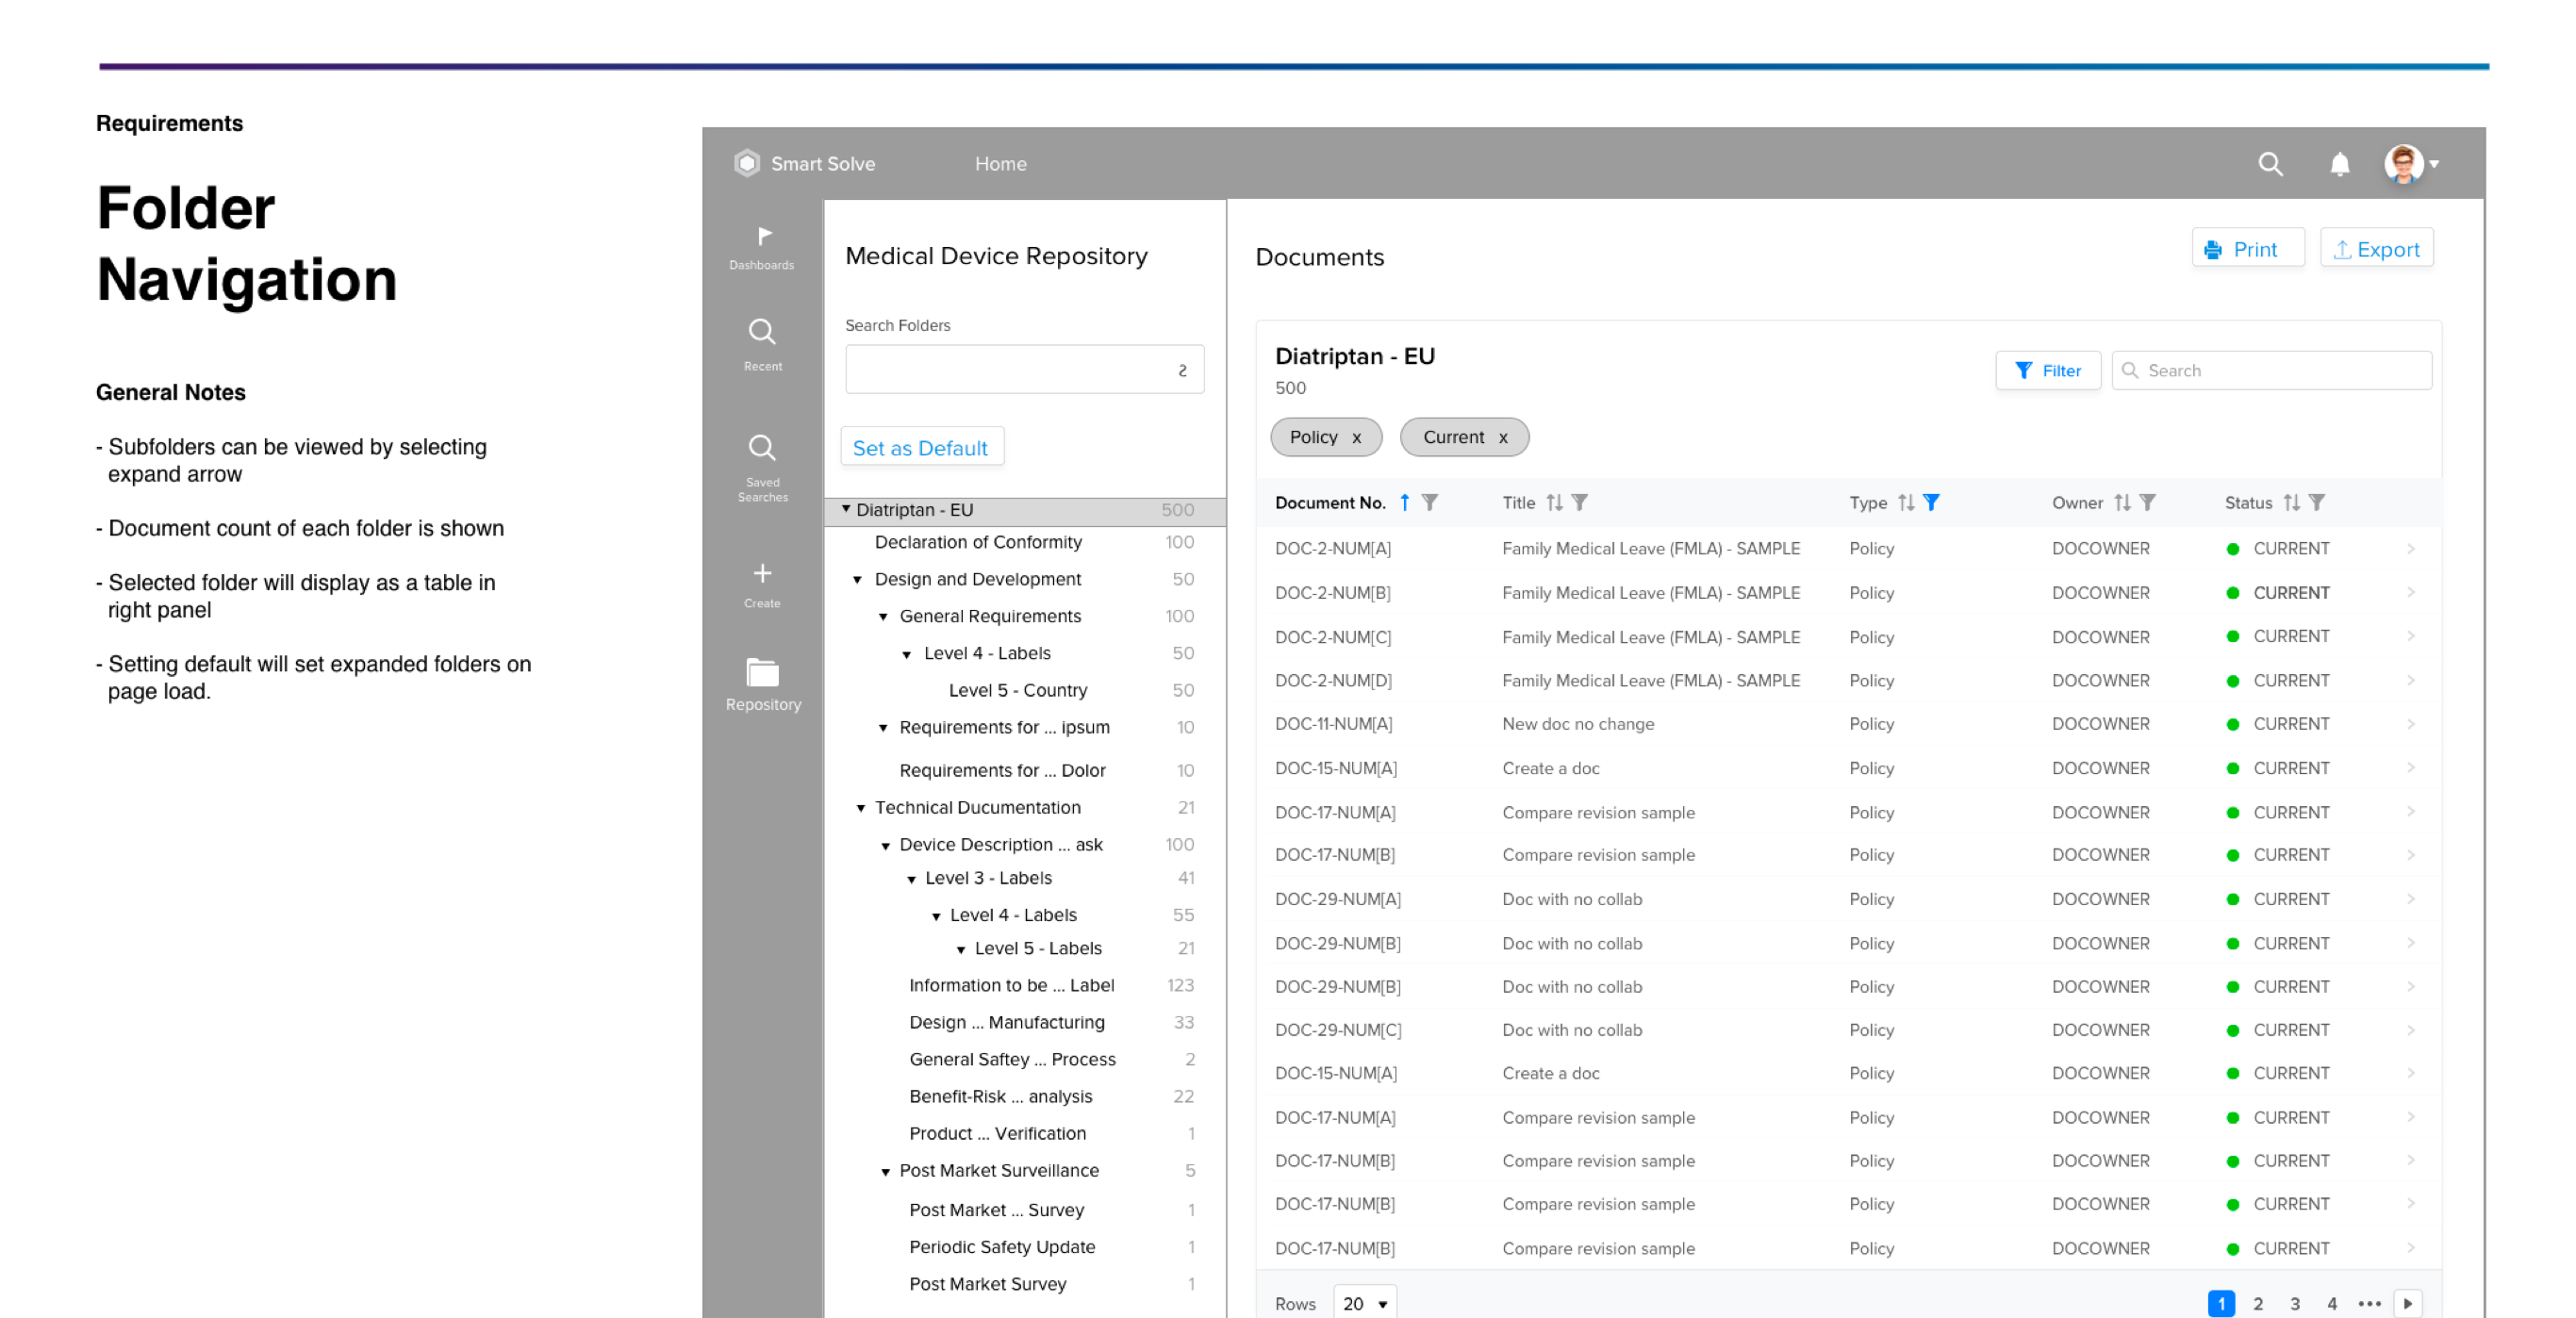 Requirements
Folder
Navigation
General Notes
- Subfolders can be viewed by selecting
expand arrow
- Document count of each folder is shown
- Selected folder will display as a table in
right panel
- Setting default will set expanded folders on
page load.
Smart Solve Home
Dashboards
Recent
Saved
Searches
Create
Repository
Medical Device Repository
Search Folders
Set as Default
Diatriptan - EU 500
Declaration of Conformity 100
Design and Development 50
General Requirements 100
Level 4 - Labels 50
Level 5 - Country 50
Requirements for ... ipsum 10
Requirements for ... Dolor 10
Technical Ducumentation 21
Device Description ... ask 100
Level 3 - Labels 41
Level 4 - Labels 55
Level 5 - Labels 21
Information to be ... Label 123
Design ... Manufacturing 33
General Saftey ... Process 2
Benefit-Risk ... analysis 22
Product ... Verification 1
Post Market Surveillance 5
Post Market ... Survey 1
Periodic Safety Update 1
Post Market Survey 1
Documents
Print Export
Diatriptan - EU
500
Filter Search
Policy x Current x
Document No. Title Type Owner Status
DOC-2-NUM[A] Family Medical Leave (FMLA) - SAMPLE Policy DOCOWNER CURRENT
DOC-2-NUM[B] Family Medical Leave (FMLA) - SAMPLE Policy DOCOWNER CURRENT
DOC-2-NUM[C] Family Medical Leave (FMLA) - SAMPLE Policy DOCOWNER CURRENT
DOC-2-NUM[D] Family Medical Leave (FMLA) - SAMPLE Policy DOCOWNER CURRENT
DOC-11-NUM[A] New doc no change Policy DOCOWNER CURRENT
DOC-15-NUM[A] Create a doc Policy DOCOWNER CURRENT
DOC-17-NUM[A] Compare revision sample Policy DOCOWNER CURRENT
DOC-17-NUM[B] Compare revision sample Policy DOCOWNER CURRENT
DOC-29-NUM[A] Doc with no collab Policy DOCOWNER CURRENT
DOC-29-NUM[B] Doc with no collab Policy DOCOWNER CURRENT
DOC-29-NUM[B] Doc with no collab Policy DOCOWNER CURRENT
DOC-29-NUM[C] Doc with no collab Policy DOCOWNER CURRENT
DOC-15-NUM[A] Create a doc Policy DOCOWNER CURRENT
DOC-17-NUM[A] Compare revision sample Policy DOCOWNER CURRENT
DOC-17-NUM[B] Compare revision sample Policy DOCOWNER CURRENT
DOC-17-NUM[B] Compare revision sample Policy DOCOWNER CURRENT
DOC-17-NUM[B] Compare revision sample Policy DOCOWNER CURRENT
Rows 20 1 2 3 4 •••